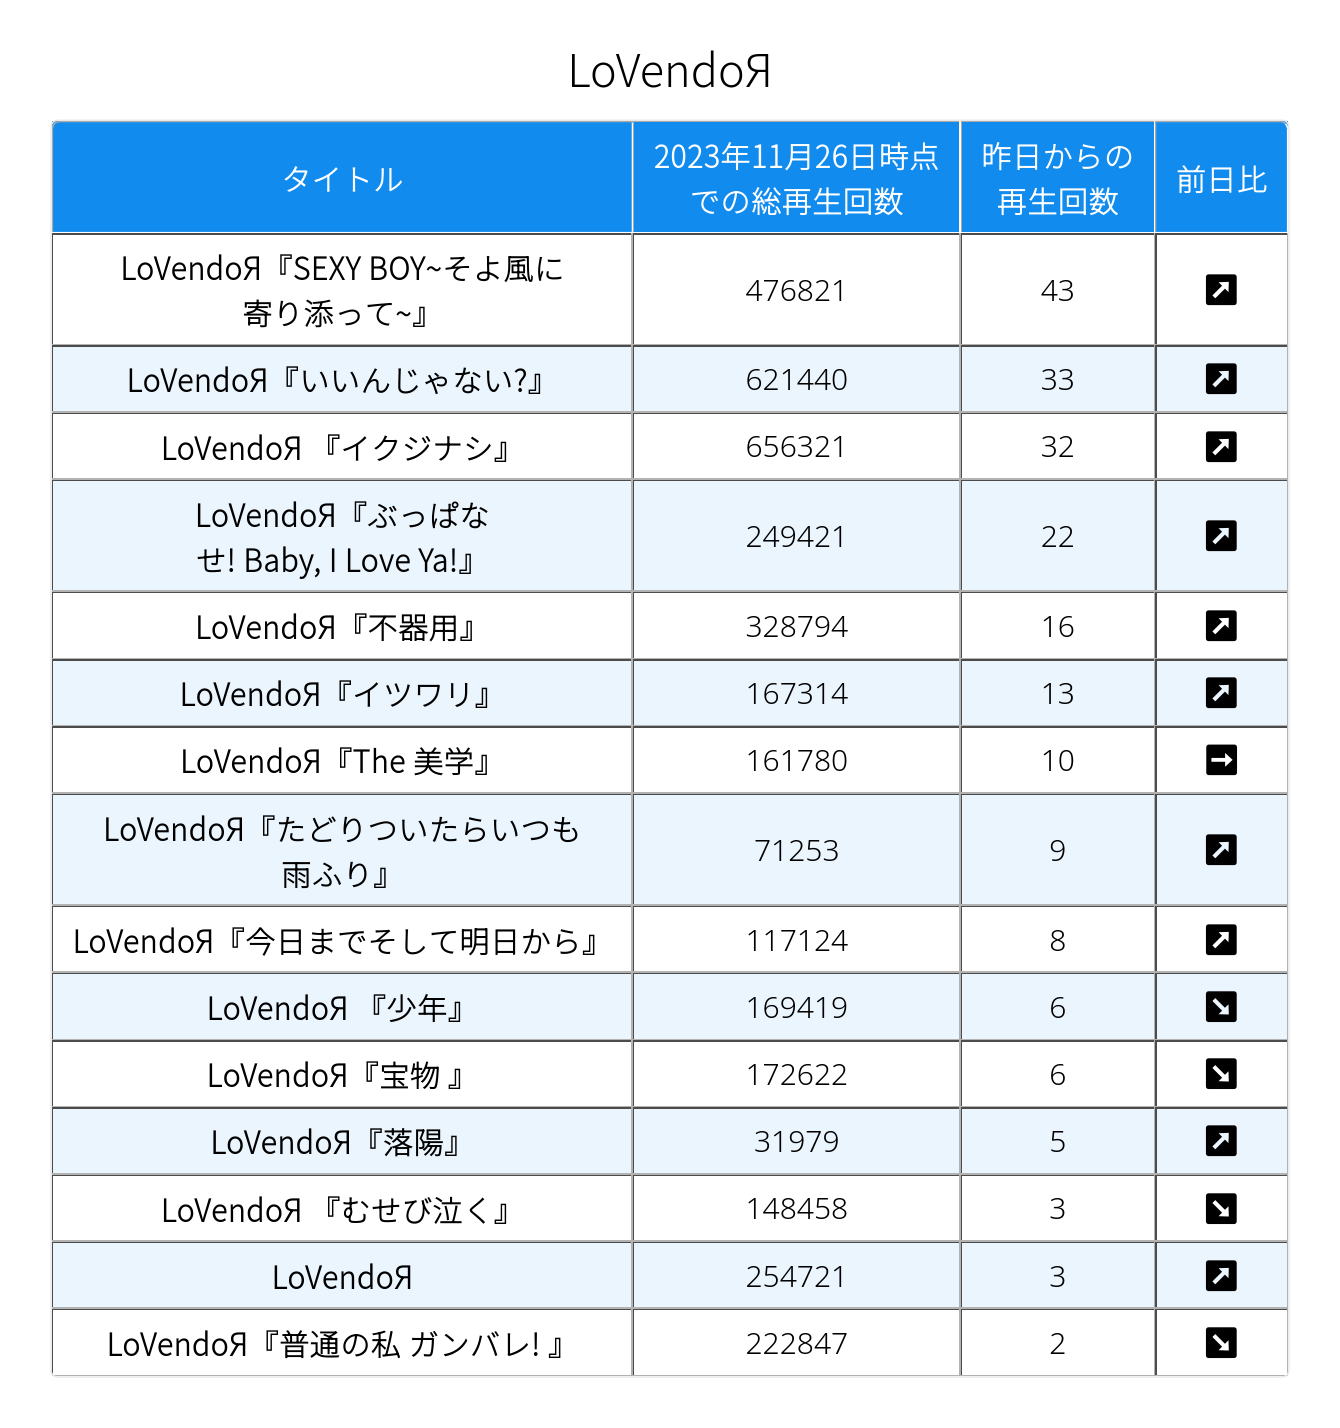 LoVendoЯ
タイトル
2023年11月26日時点
での総再生回数
昨日からの
再生回数
前日比
LoVendoЯ『SEXY BOY~そよ風に
寄り添って~』
476821
43
↗
LoVendoЯ『いいんじゃない?』
621440
33
↗
LoVendoЯ 『イクジナシ』
656321
32
↗
LoVendoЯ『ぶっぱな
せ! Baby, I Love Ya!』
249421
22
↗
LoVendoЯ『不器用』
328794
16
↗
LoVendoЯ『イツワリ』
167314
13
↗
LoVendoЯ『The 美学』
161780
10
→
LoVendoЯ『たどりついたらいつも
雨ふり』
71253
9
↗
LoVendoЯ『今日までそして明日から』
117124
8
↗
LoVendoЯ 『少年』
169419
6
↘
LoVendoЯ『宝物 』
172622
6
↘
LoVendoЯ『落陽』
31979
5
↗
LoVendoЯ 『むせび泣く』
148458
3
↘
LoVendoЯ
254721
3
↗
LoVendoЯ『普通の私 ガンバレ! 』
222847
2
↘